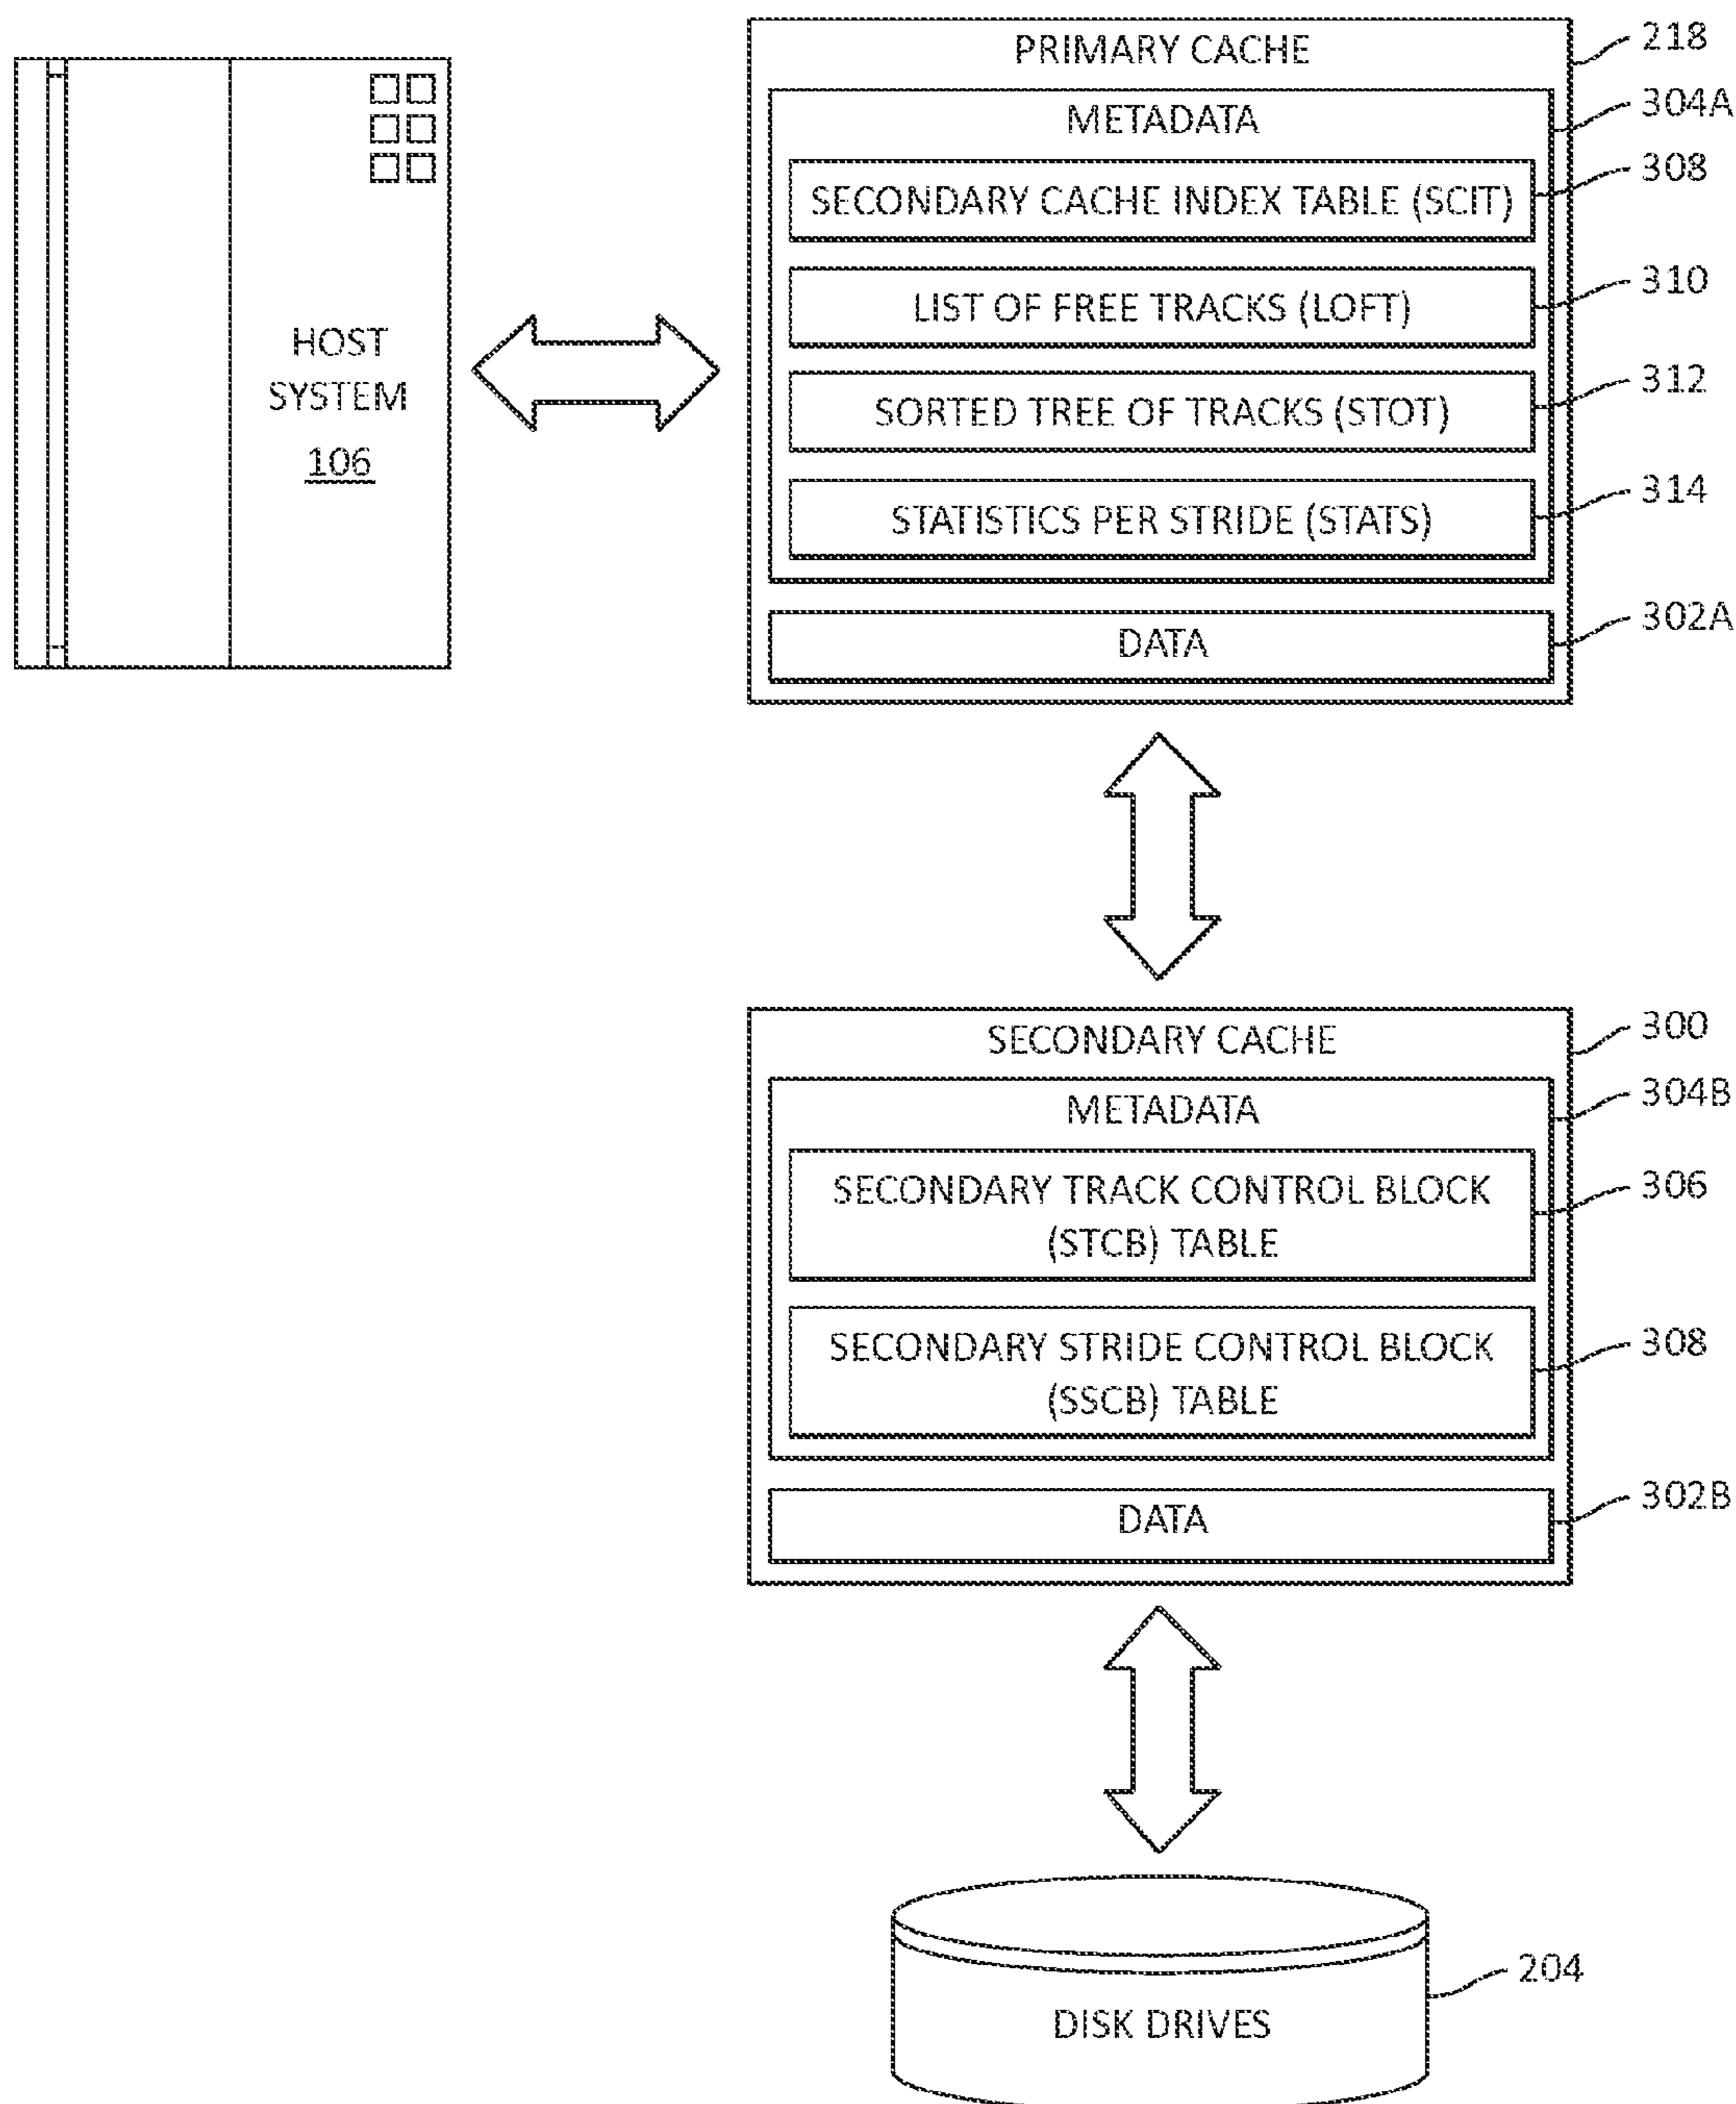 PRIMARY CACHE
218
METADATA
304A
SECONDARY CACHE INDEX TABLE (SCIT)
308
LIST OF FREE TRACKS (LOFT)
310
SORTED TREE OF TRACKS (STOT)
312
STATISTICS PER STRIDE (STATS)
314
DATA
302A
HOST
SYSTEM
106
SECONDARY CACHE
300
METADATA
304B
SECONDARY TRACK CONTROL BLOCK
(STCB) TABLE
306
SECONDARY STRIDE CONTROL BLOCK
(SSCB) TABLE
308
DATA
302B
DISK DRIVES
204